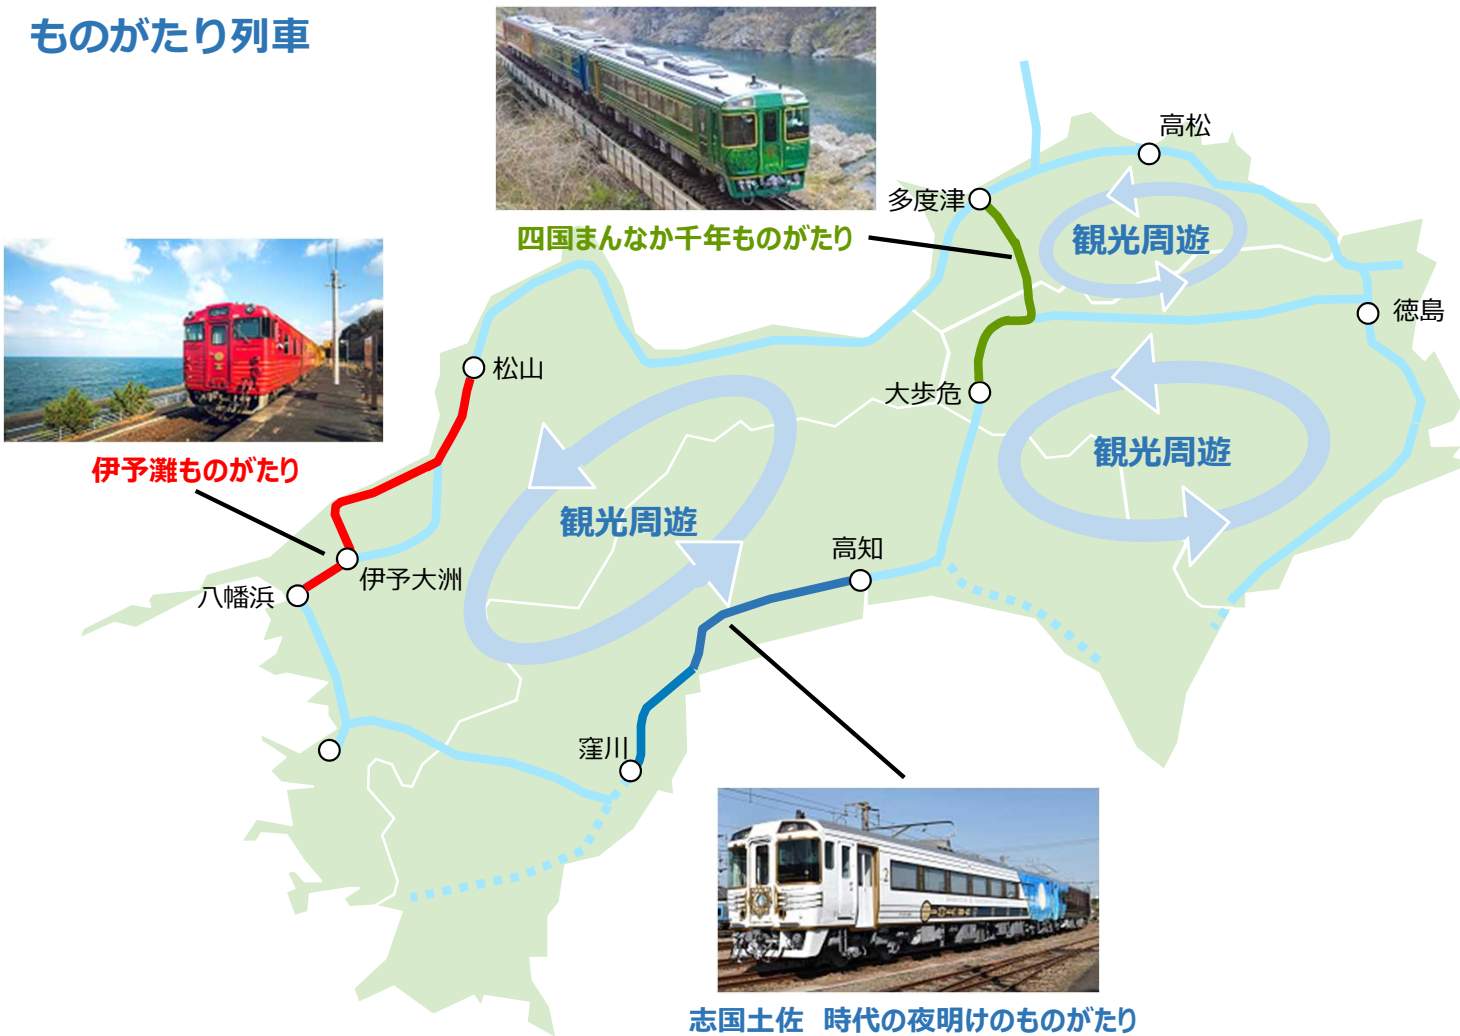 ものがたり列車
高松
多度津
四国まんなか千年ものがたり
観光周遊
徳島
松山
大歩危
観光周遊
伊予灘ものがたり
観光周遊
高知
伊予大洲
八幡浜
窪川
2
志国土佐 時代の夜明けのものがたり